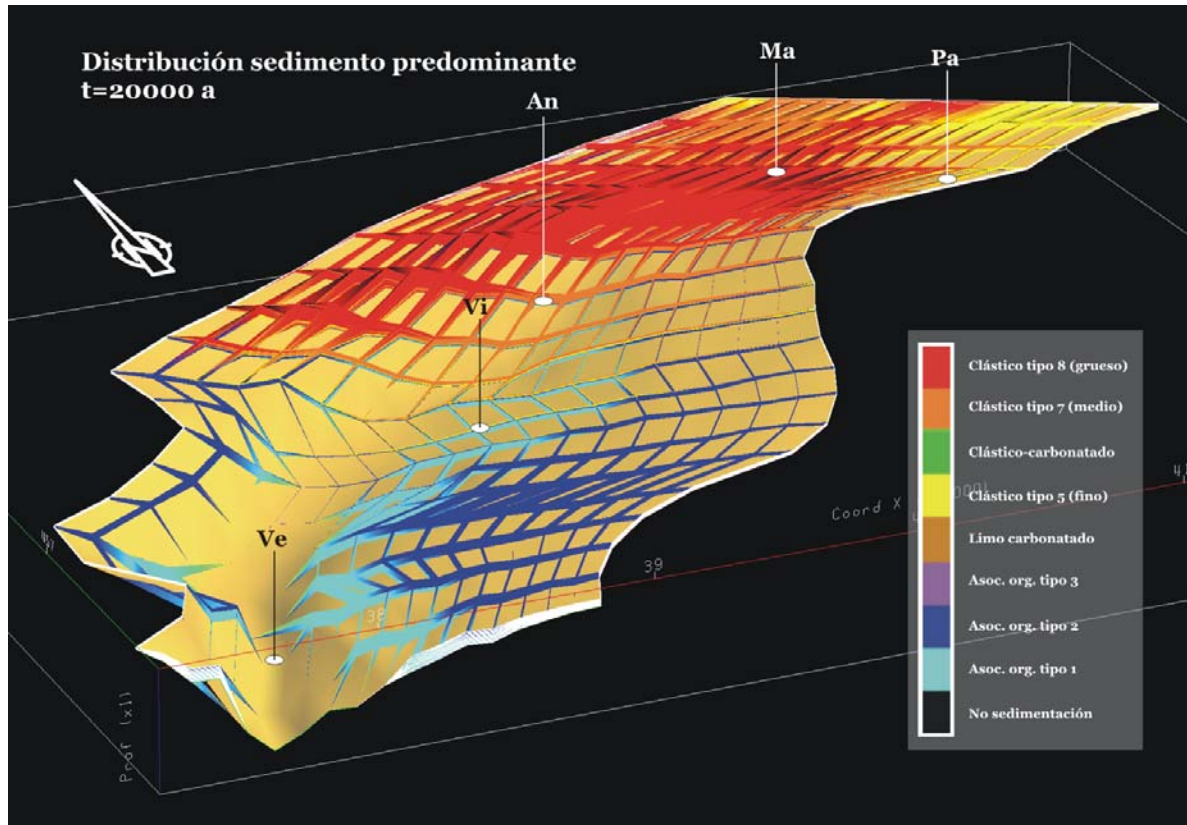 Distribución sedimento predominante
t=20000 a
Ma
Pa
An
Vi
Ve
Clástico tipo 8 (grueso)
Clástico tipo 7 (medio)
Clástico-carbonatado
Clástico tipo 5 (fino)
Limo carbonatado
Asoc. org. tipo 3
Asoc. org. tipo 2
Asoc. org. tipo 1
No sedimentación
Coord X
39
38
Prof (x1)